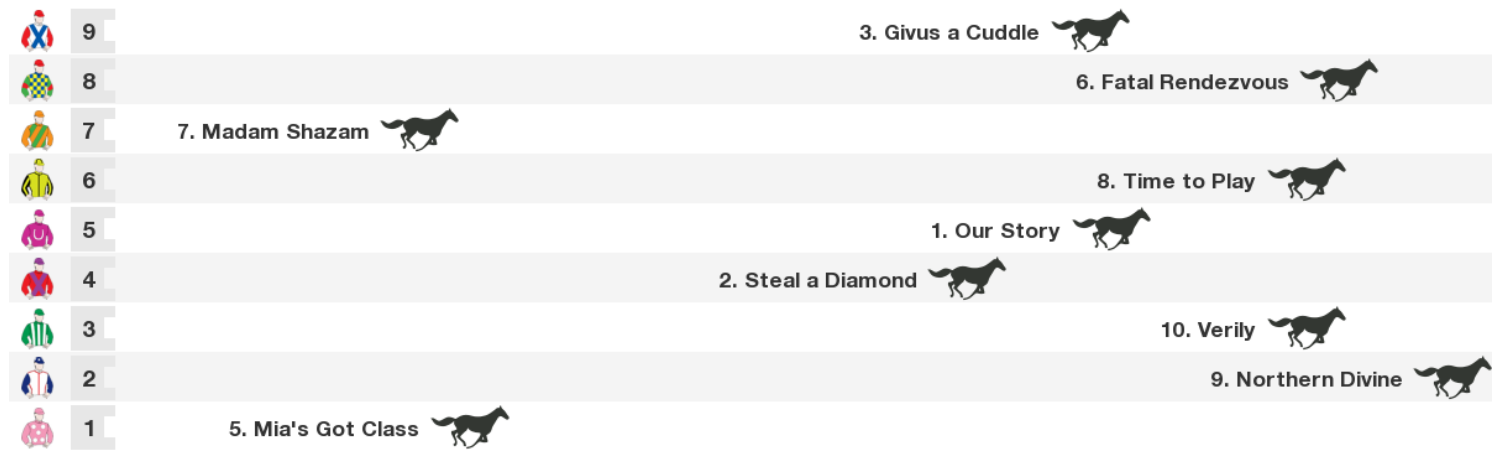 9 3. Givus a Cuddle
8 6. Fatal Rendezvous
7 7. Madam Shazam
6 8. Time to Play
5 1. Our Story
4 2. Steal a Diamond
3 10. Verily
2 9. Northern Divine
1 5. Mia's Got Class